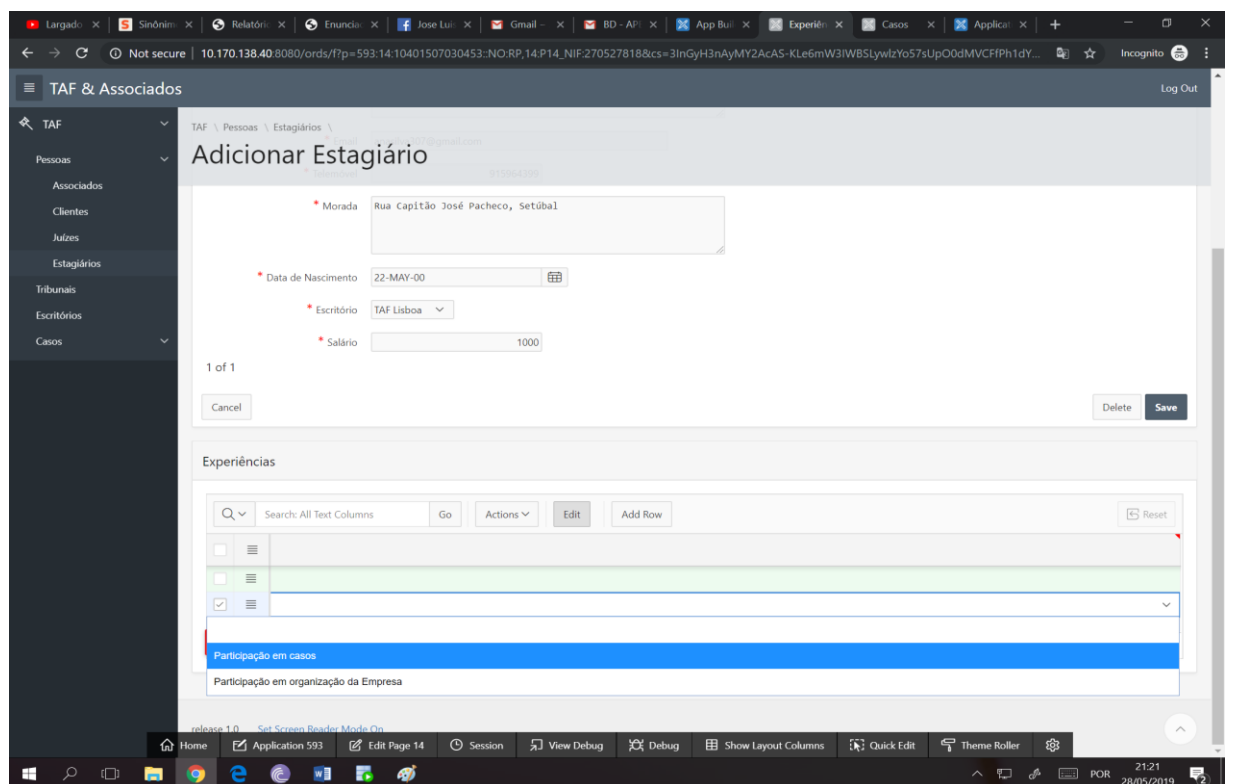 Largado
Sinônim
Relatóri
Enuncia
Jose Lui
Gmail –
BD - API
App Buil
Experiên
Casos
Applicat
Not secure | 10.170.138.40:8080/ords/f?p=593:14:10401507030453::NO:RP,14:P14_NIF:270527818&cs=3InGyH3nAyMY2AcAS-KLe6mW3IWBSLywlzYo57sUpO0dMVCFfPh1dY... Incognito
TAF & Associados Log Out
TAF
Pessoas
Associados
Clientes
Juízes
Estagiários
Tribunais
Escritórios
Casos
TAF \ Pessoas \ Estagiários \
Adicionar Estagiário
* Morada Rua Capitão José Pacheco, Setúbal
* Data de Nascimento 22-MAY-00
* Escritório TAF Lisboa
* Salário 1000
1 of 1
Cancel Delete Save
Experiências
Search: All Text Columns Go Actions Edit Add Row Reset
Participação em casos
Participação em organização da Empresa
release 1.0 Set Screen Reader Mode On
Home Application 593 Edit Page 14 Session View Debug Debug Show Layout Columns Quick Edit Theme Roller
POR
21:21
28/05/2019